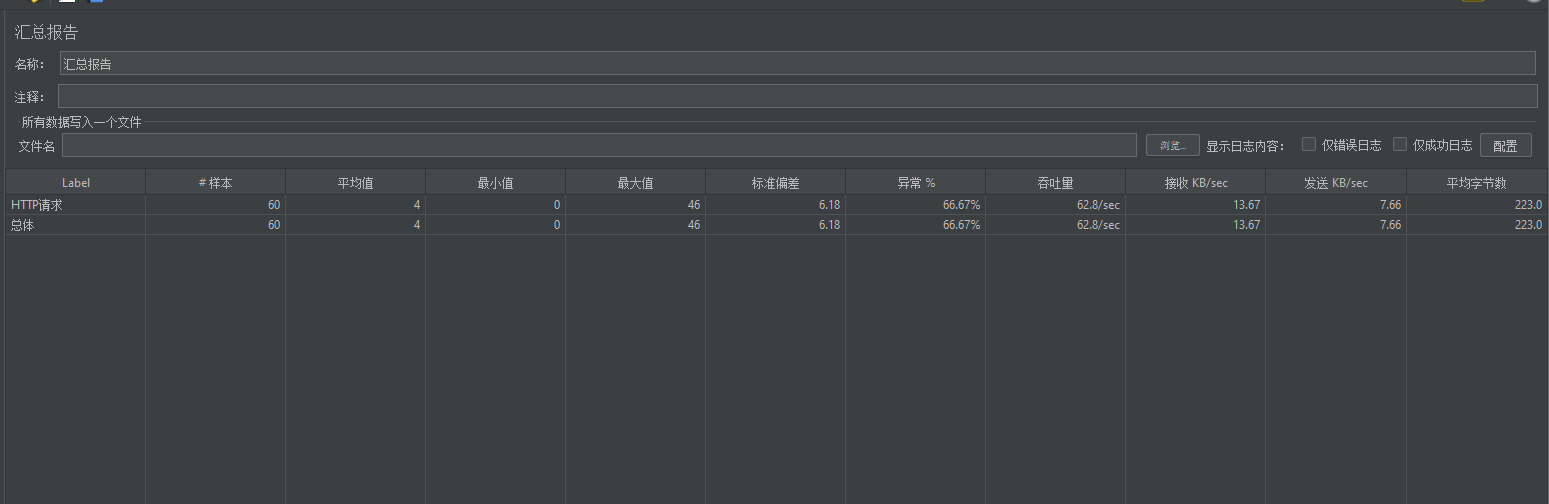 汇总报告
名称： 汇总报告
注释：
所有数据写入一个文件
文件名 浏览... 显示日志内容： 仅错误日志 仅成功日志 配置
Label # 样本 平均值 最小值 最大值 标准偏差 异常 % 吞吐量 接收 KB/sec 发送 KB/sec 平均字节数
HTTP请求 60 4 0 46 6.18 66.67% 62.8/sec 13.67 7.66 223.0
总体 60 4 0 46 6.18 66.67% 62.8/sec 13.67 7.66 223.0